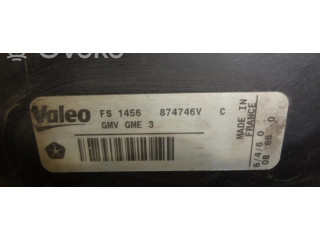 Valeo FS 1456 874746V C
GMV GME 3
MADE IN
FRANCE